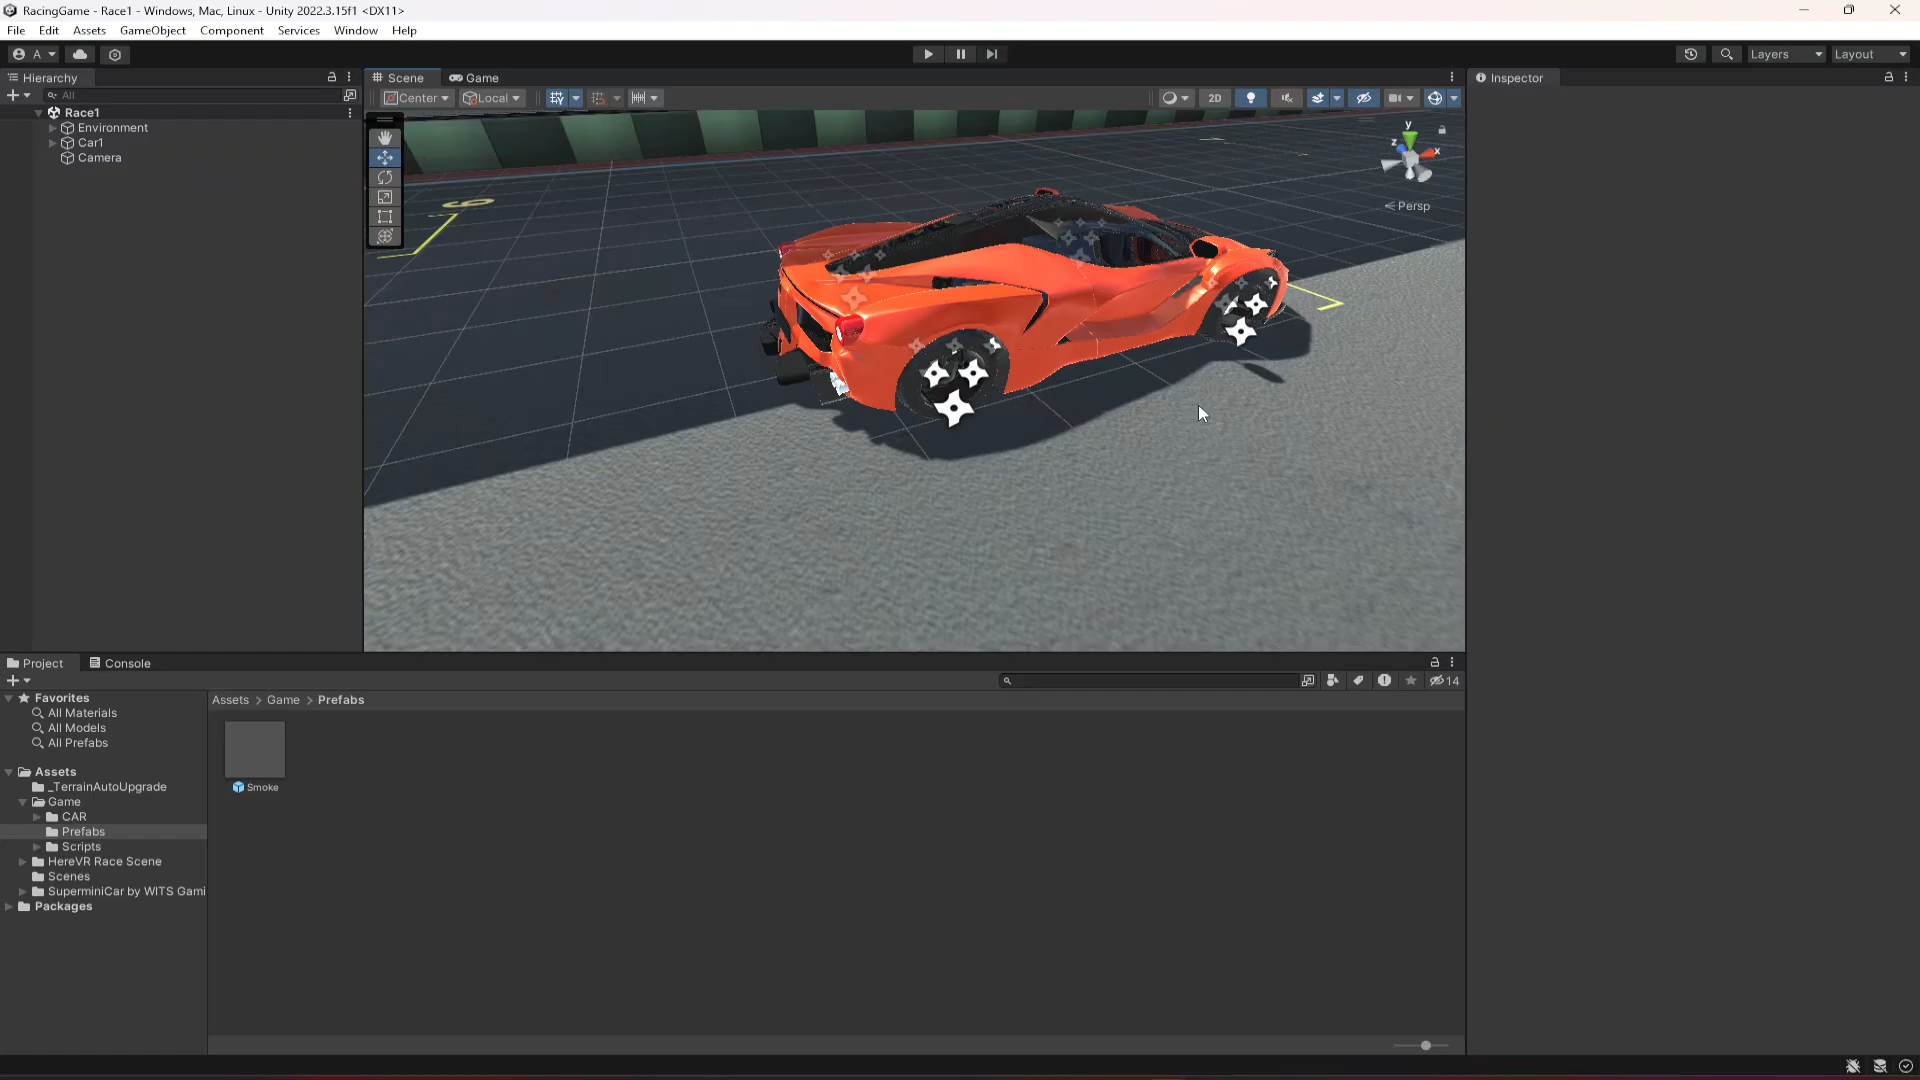 RacingGame - Race1 - Windows, Mac, Linux - Unity 2022.3.15f1 <DX11>
File Edit Assets GameObject Component Services Window Help
A Layers Layout
Hierarchy Scene Game Inspector
All Center Local 2D
Race1
Environment
Car1
Camera
y
z x
Persp
6
Project Console
14
Favorites
All Materials
All Models
All Prefabs
Assets > Game > Prefabs
Smoke
Assets
_TerrainAutoUpgrade
Game
CAR
Prefabs
Scripts
HereVR Race Scene
Scenes
SuperminiCar by WITS Gami
Packages